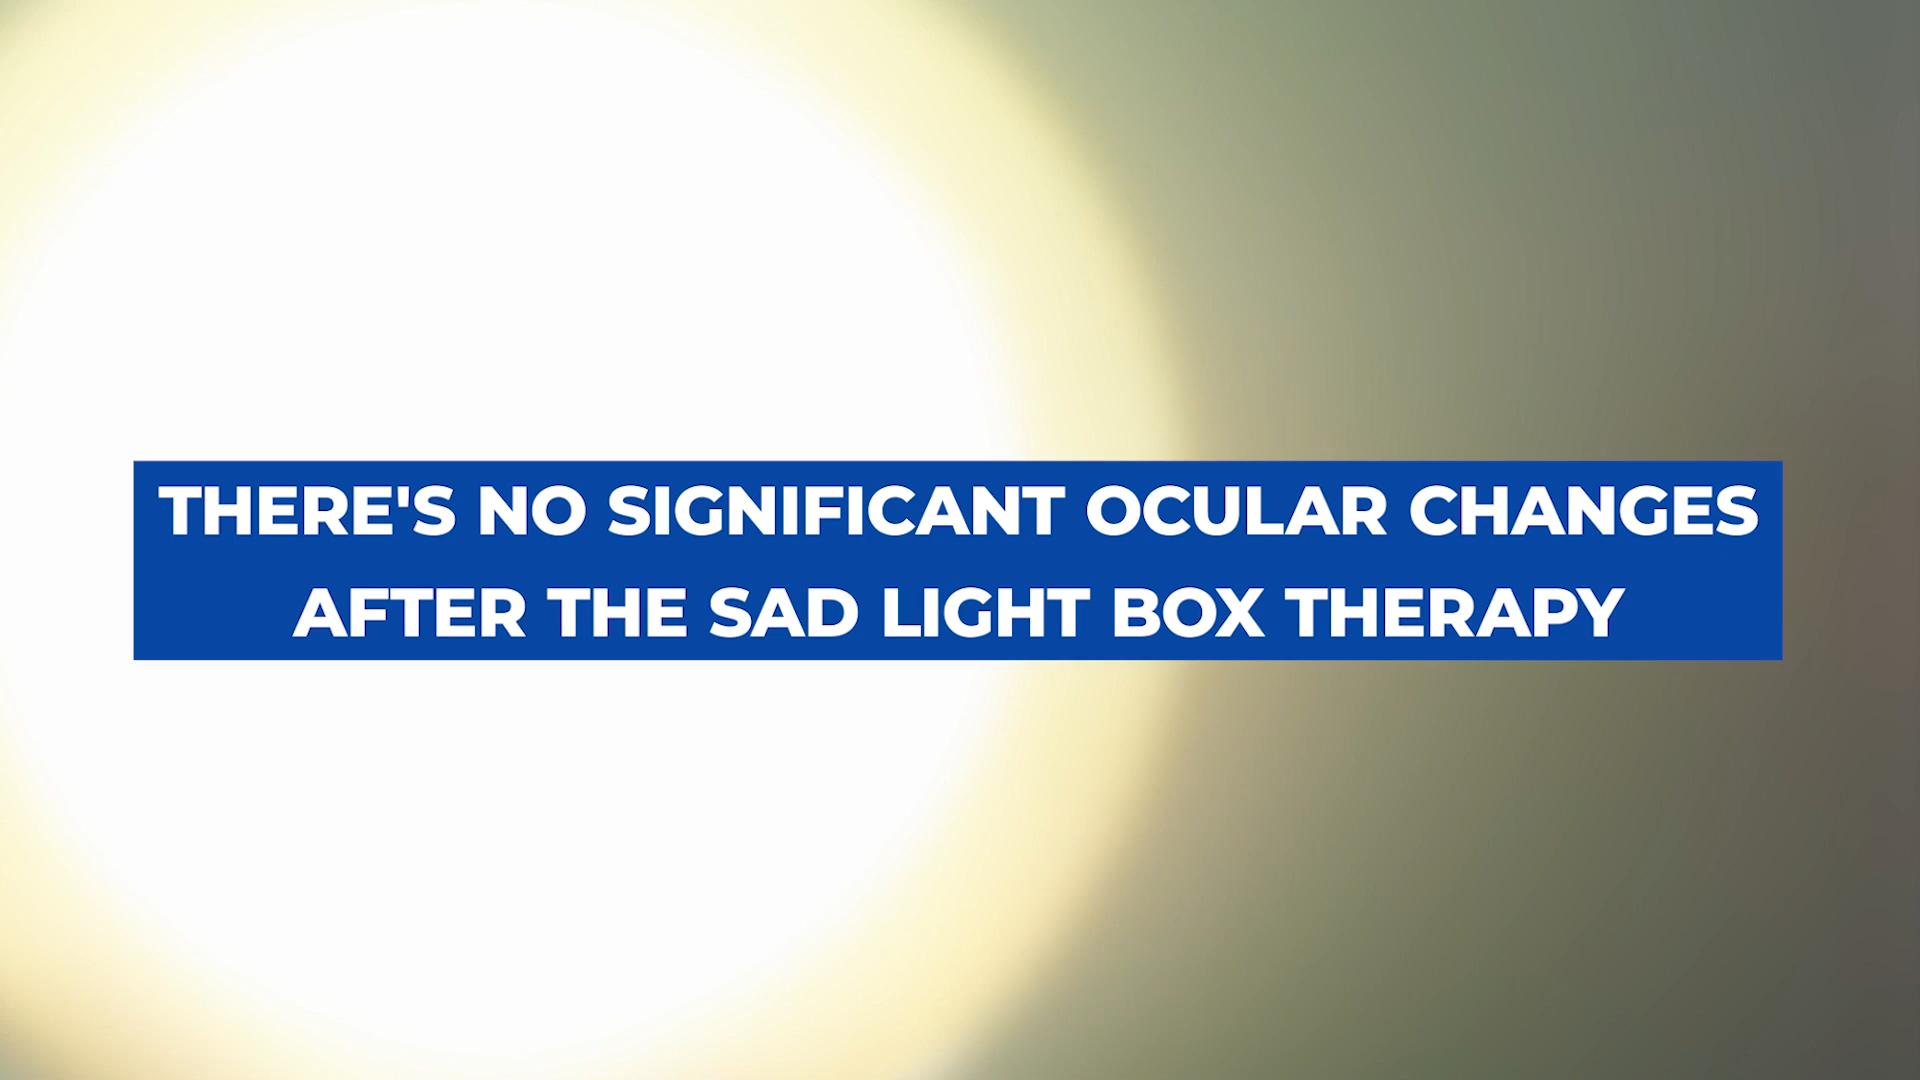 THERE'S NO SIGNIFICANT OCULAR CHANGES
AFTER THE SAD LIGHT BOX THERAPY